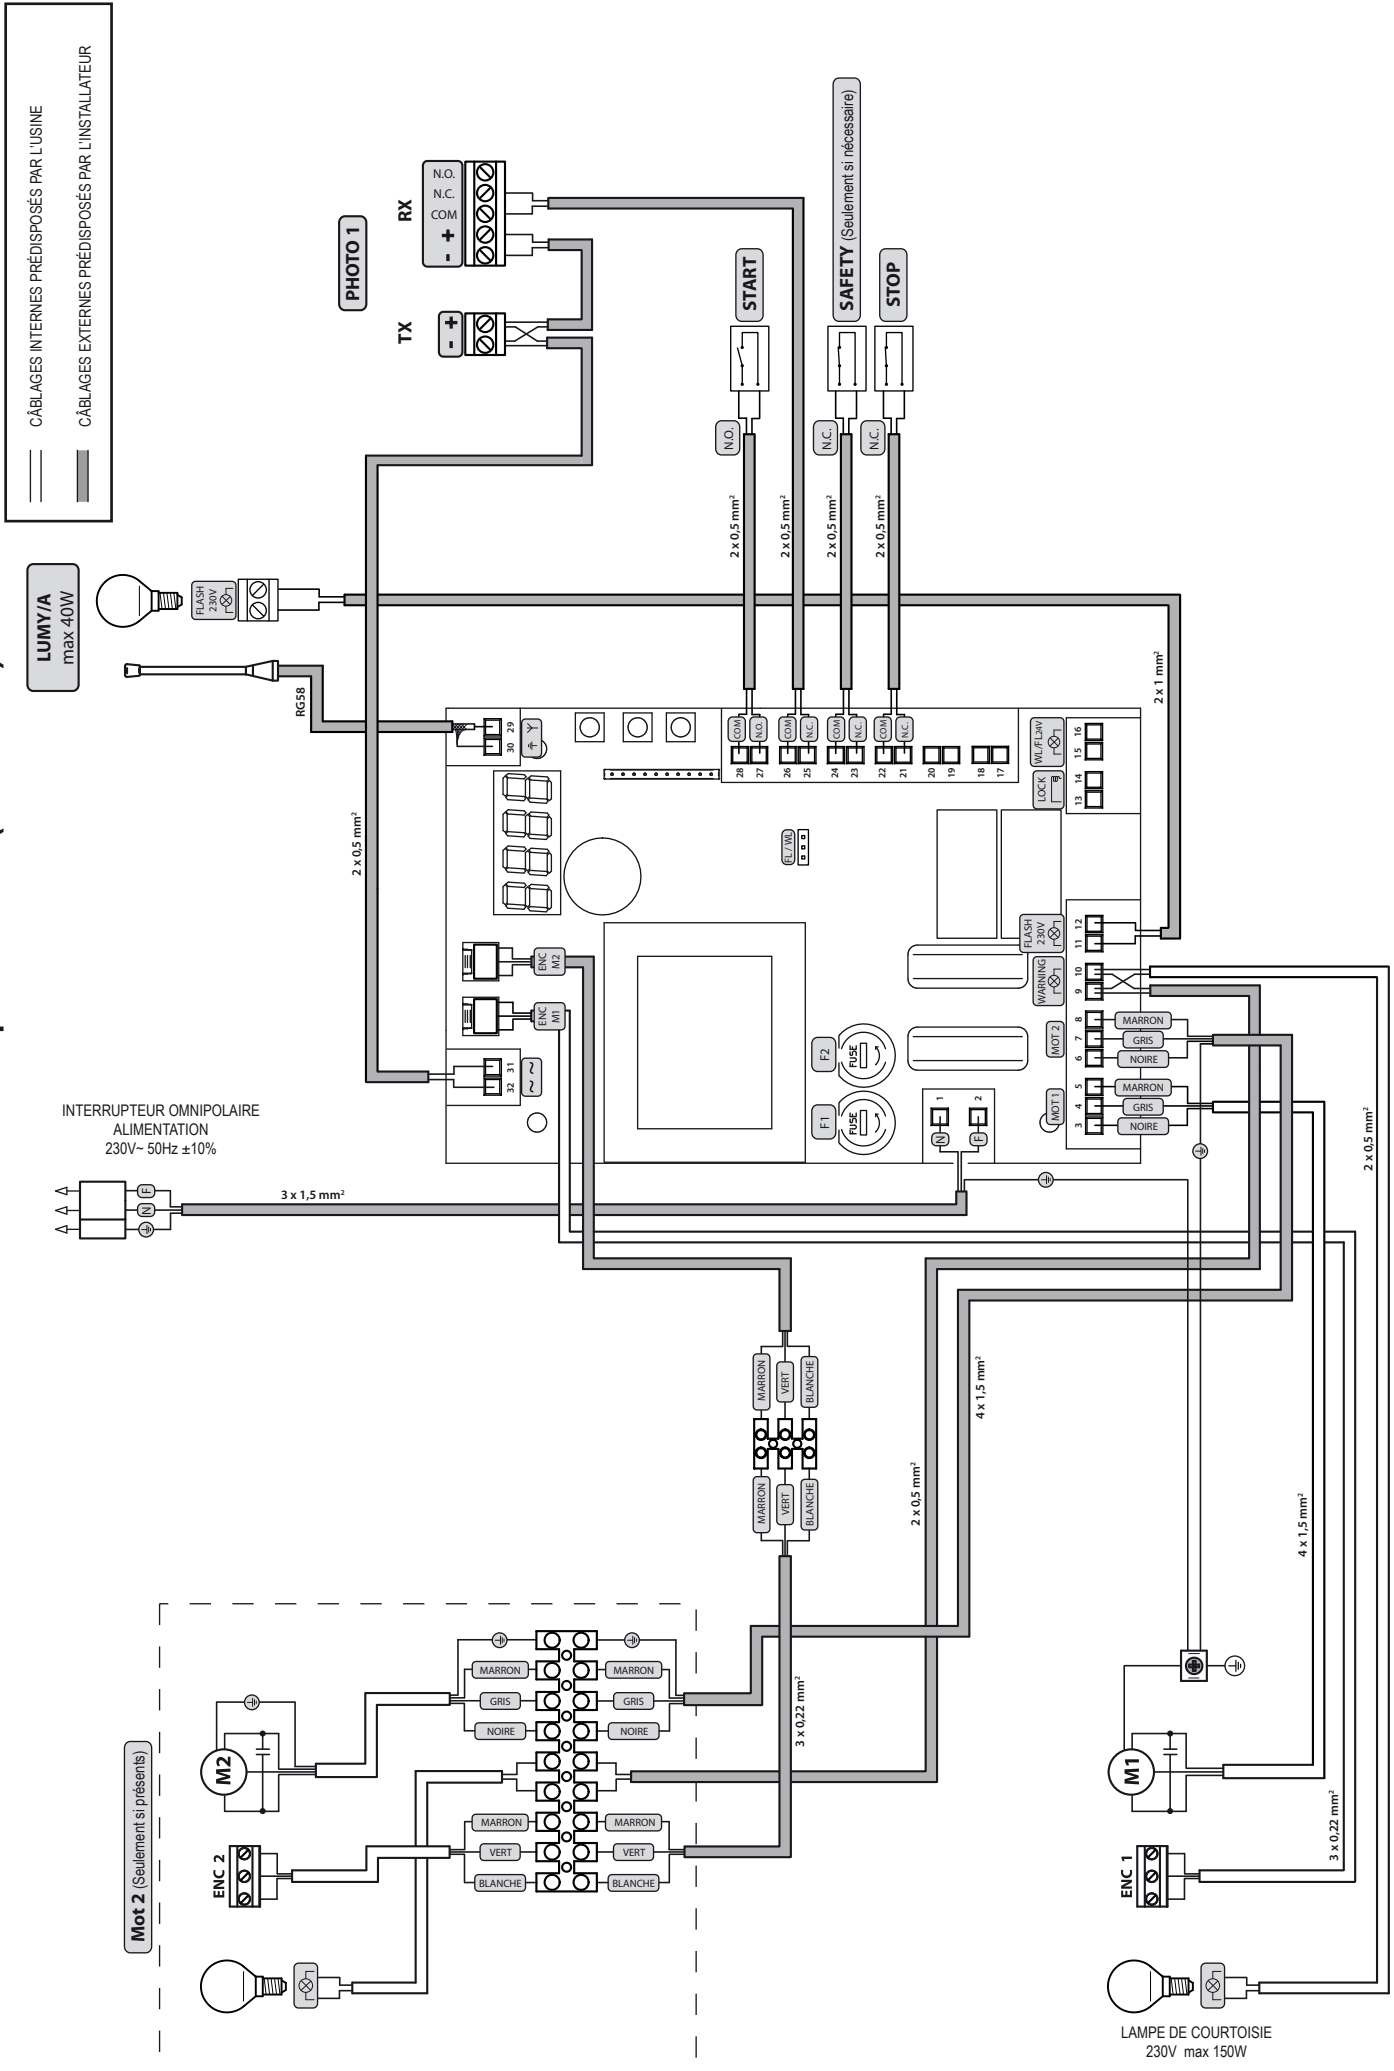 CÂBLAGES INTERNES PRÉDISPOSÉS PAR L'USINE
CÂBLAGES EXTERNES PRÉDISPOSÉS PAR L'INSTALLATEUR
LUMY/A
max 40W
FLASH
230V
RG58
PHOTO 1
RX
N.O.
N.C.
COM
+
-
TX
+
-
START
SAFETY (Seulement si nécessaire)
STOP
N.O.
N.C.
N.C.
2 x 0,5 mm²
2 x 0,5 mm²
2 x 0,5 mm²
2 x 0,5 mm²
2 x 0,5 mm²
2 x 1 mm²
29
30
COM
N.O.
COM
N.C.
COM
N.C.
COM
N.C.
28
27
26
25
24
23
22
21
20
19
18
17
WL/FL24V
16
15
LOCK
14
13
FL / WL
FLASH
230V
12
11
WARNING
10
9
MOT 2
8
7
6
MARRON
GRIS
NOIRE
MOT1
5
4
3
MARRON
GRIS
NOIRE
ENC
M2
ENC
M1
31
32
~ ~
F2
FUSE
F1
FUSE
1
2
N
F
INTERRUPTEUR OMNIPOLAIRE
ALIMENTATION
230V~ 50Hz ±10%
F
N
3 x 1,5 mm²
2 x 0,5 mm²
MARRON
VERT
BLANCHE
MARRON
VERT
BLANCHE
4 x 1,5 mm²
2 x 0,5 mm²
4 x 1,5 mm²
3 x 0,22 mm²
3 x 0,22 mm²
Mot 2 (Seulement si présents)
M2
ENC 2
MARRON
GRIS
NOIRE
MARRON
VERT
BLANCHE
MARRON
GRIS
NOIRE
MARRON
VERT
BLANCHE
M1
ENC 1
LAMPE DE COURTOISIE
230V max 150W